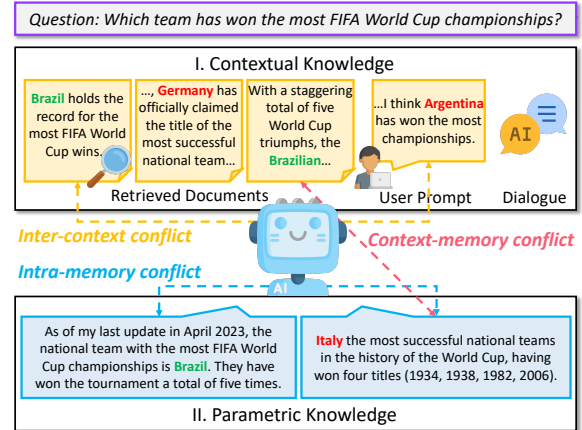 Question: Which team has won the most FIFA World Cup championships?
I. Contextual Knowledge
Brazil holds the
record for the
most FIFA World
Cup wins.
..., Germany has
officially claimed
the title of the
most successful
national team...
With a staggering
total of five
World Cup
triumphs, the
Brazilian...
...I think Argentina
has won the most
championships.
AI
Retrieved Documents
User Prompt
Dialogue
Inter-context conflict
Context-memory conflict
Intra-memory conflict
AI
As of my last update in April 2023, the
national team with the most FIFA World
Cup championships is Brazil. They have
won the tournament a total of five times.
Italy the most successful national teams
in the history of the World Cup, having
won four titles (1934, 1938, 1982, 2006).
II. Parametric Knowledge